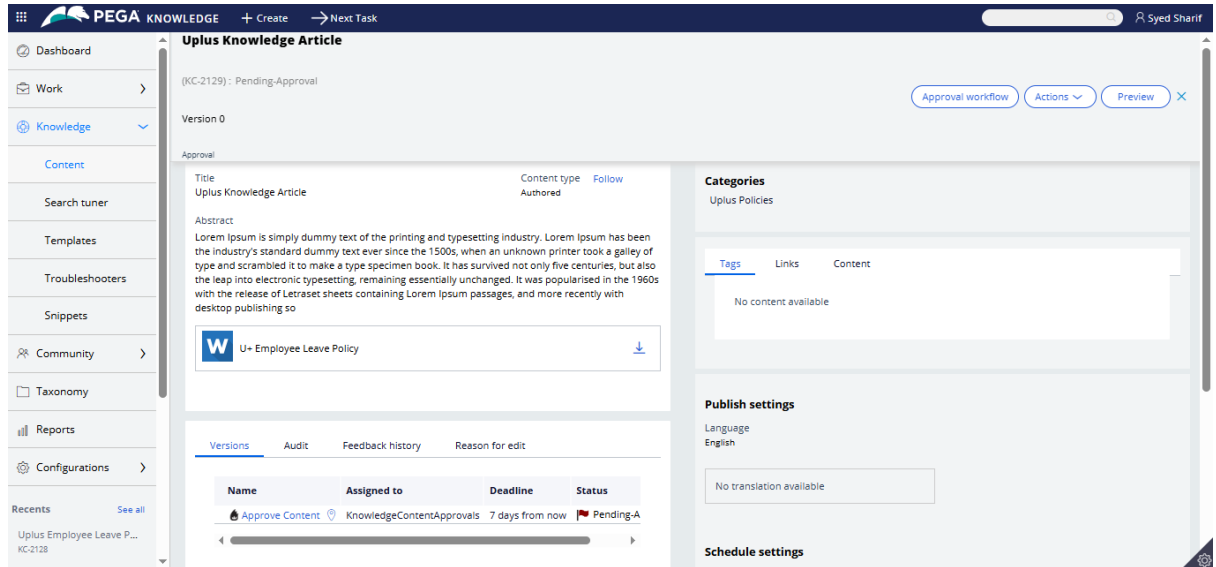 PEGA KNOWLEDGE
+ Create
Next Task
Syed Sharif
Dashboard
Work
Knowledge
Content
Search tuner
Templates
Troubleshooters
Snippets
Community
Taxonomy
Reports
Configurations
Recents See all
Uplus Employee Leave P...
KC-2128
Uplus Knowledge Article
(KC-2129) : Pending-Approval
Version 0
Approval
Approval workflow
Actions
Preview
Title
Uplus Knowledge Article
Content type Follow
Authored
Abstract
Lorem Ipsum is simply dummy text of the printing and typesetting industry. Lorem Ipsum has been
the industry's standard dummy text ever since the 1500s, when an unknown printer took a galley of
type and scrambled it to make a type specimen book. It has survived not only five centuries, but also
the leap into electronic typesetting, remaining essentially unchanged. It was popularised in the 1960s
with the release of Letraset sheets containing Lorem Ipsum passages, and more recently with
desktop publishing so
W U+ Employee Leave Policy
Versions Audit Feedback history Reason for edit
Name Assigned to Deadline Status
Approve Content KnowledgeContentApprovals 7 days from now Pending-A
Categories
Uplus Policies
Tags Links Content
No content available
Publish settings
Language
English
No translation available
Schedule settings